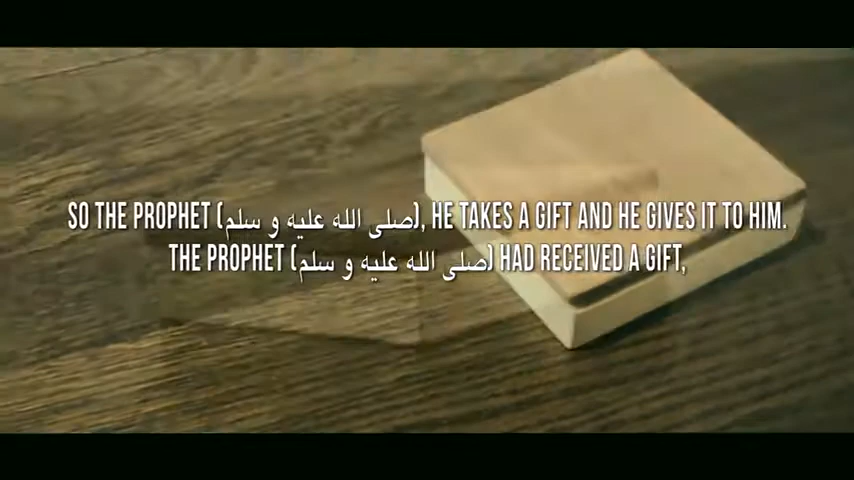 SO THE PROPHET (صلى الله عليه و سلم), HE TAKES A GIFT AND HE GIVES IT TO HIM.
THE PROPHET (صلى الله عليه و سلم) HAD RECEIVED A GIFT,